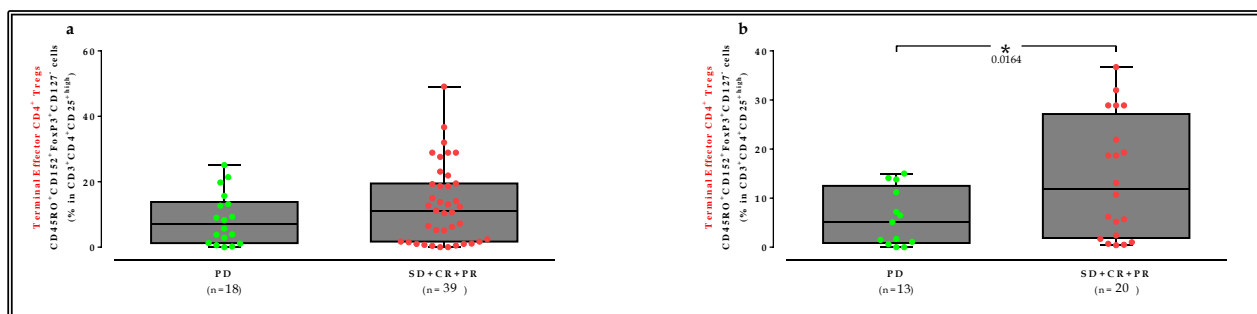 a
Terminal Effector CD4+ Tregs
CD45RO+CD152+FoxP3+CD127- cells
(% in CD3+CD4+CD25+high)
60
40
20
0
PD
(n=18)
SD+CR+PR
(n= 39 )
b
Terminal Effector CD4+ Tregs
CD45RO+CD152+FoxP3+CD127- cells
(% in CD3+CD4+CD25+high)
40
30
20
10
0
*
0.0164
PD
(n=13)
SD+CR+PR
(n= 20 )